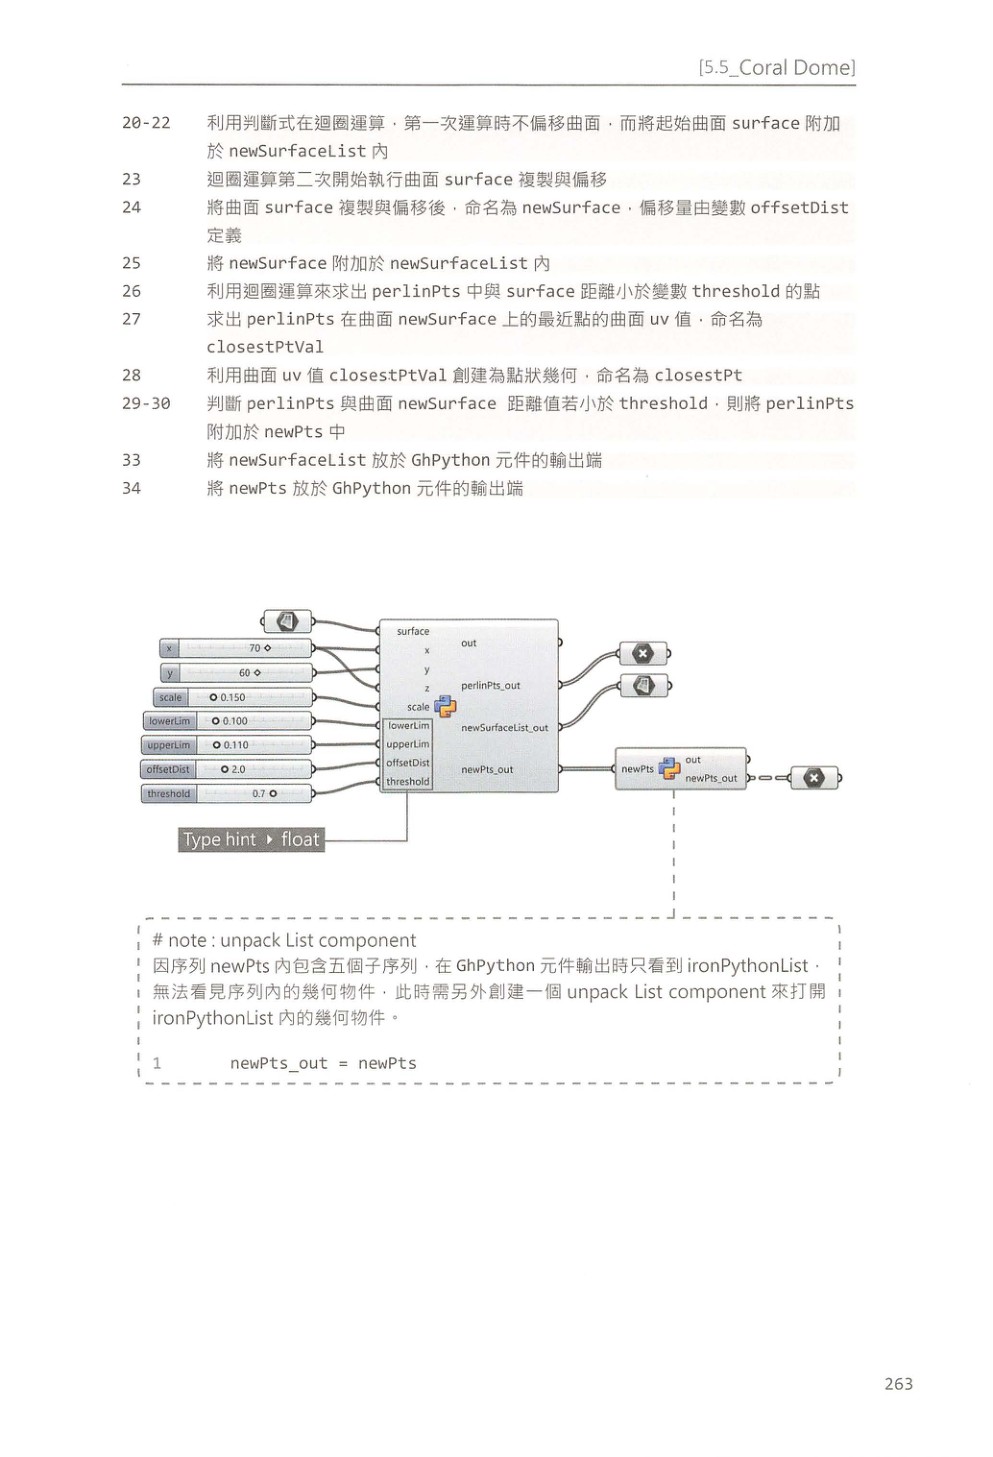 [5.5_Coral Dome]
20-22 利用判斷式在迴圈運算，第一次運算時不偏移曲面，而將起始曲面 surface 附加
於 newSurfaceList 內
23 迴圈運算第二次開始執行曲面 surface 複製與偏移
24 將曲面 surface 複製與偏移後，命名為 newSurface，偏移量由變數 offsetDist
定義
25 將 newSurface 附加於 newSurfaceList 內
26 利用迴圈運算來求出 perlinPts 中與 surface 距離小於變數 threshold 的點
27 求出 perlinPts 在曲面 newSurface 上的最近點的曲面 uv 值，命名為
closestPtVal
28 利用曲面 uv 值 closestPtVal 創建為點狀幾何，命名為 closestPt
29-30 判斷 perlinPts 與曲面 newSurface 距離值若小於 threshold，則將 perlinPts
附加於 newPts 中
33 將 newSurfaceList 放於 GhPython 元件的輸出端
34 將 newPts 放於 GhPython 元件的輸出端
x 70
y 60
scale 0.150
lowerLim 0.100
upperLim 0.110
offsetDist 2.0
threshold 0.7
surface
x
y
z
scale
lowerLim
upperLim
offsetDist
threshold
out
perlinPts_out
newSurfaceList_out
newPts_out
newPts
out
newPts_out
Type hint ▸ float
# note : unpack List component
因序列 newPts 內包含五個子序列，在 GhPython 元件輸出時只看到 ironPythonList，
無法看見序列內的幾何物件，此時需另外創建一個 unpack List component 來打開
ironPythonList 內的幾何物件。
1 newPts_out = newPts
263